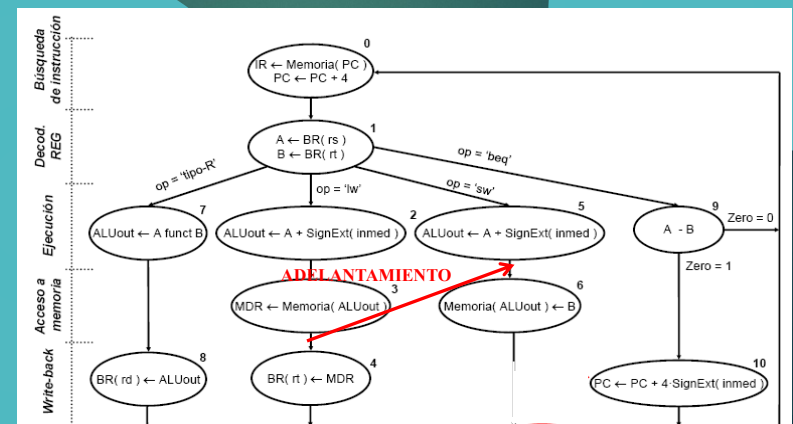 Búsqueda
de instrucción
0
IR ← Memoria( PC )
PC ← PC + 4
Decod.
REG
1
A ← BR( rs )
B ← BR( rt )
op = 'tipo-R'
op = 'lw'
op = 'sw'
op = 'beq'
Ejecución
7
ALUout ← A funct B
2
ALUout ← A + SignExt( inmed )
5
ALUout ← A + SignExt( inmed )
9
A - B
Zero = 0
Zero = 1
ADELANTAMIENTO
Acceso a
memoria
3
MDR ← Memoria( ALUout )
6
Memoria( ALUout ) ← B
Write-back
8
BR( rd ) ← ALUout
4
BR( rt ) ← MDR
10
PC ← PC + 4·SignExt( inmed )